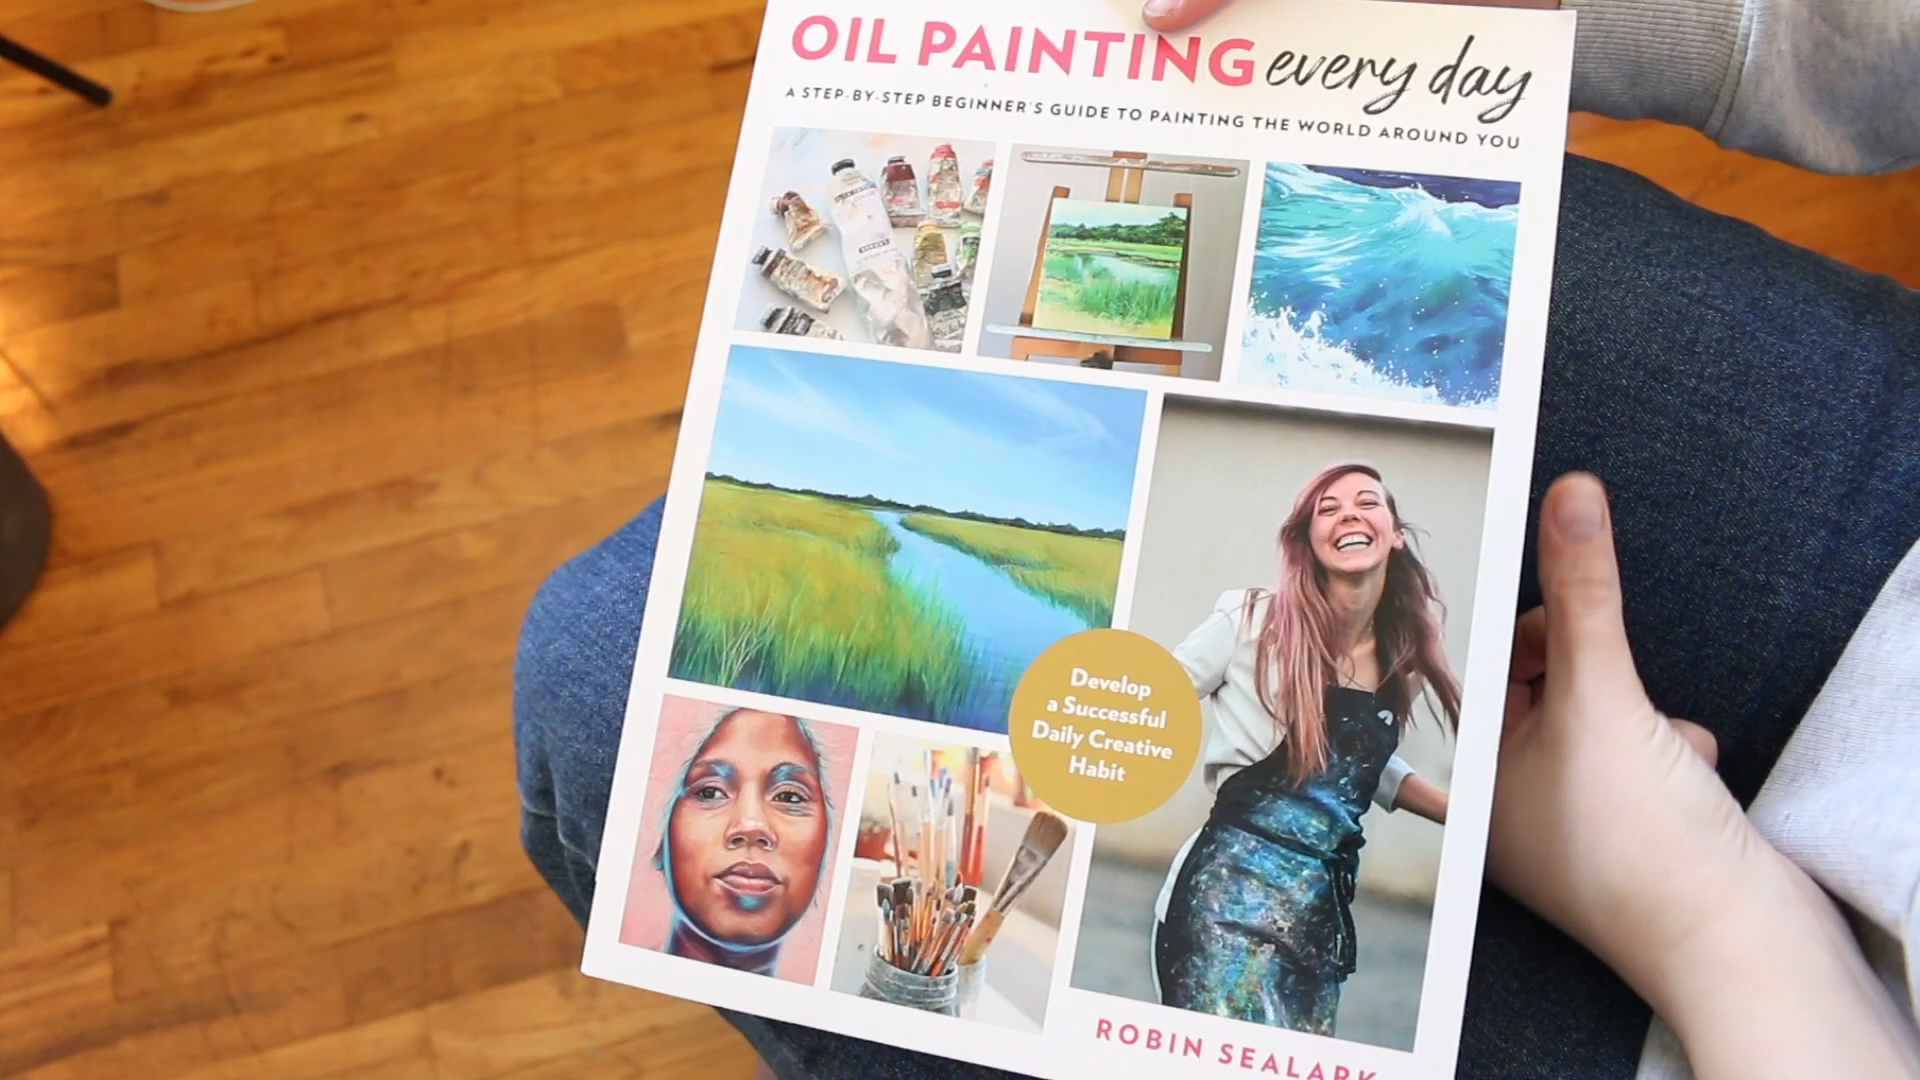 OIL PAINTING every day
A STEP-BY-STEP BEGINNER'S GUIDE TO PAINTING THE WORLD AROUND YOU
Develop
a Successful
Daily Creative
Habit
ROBIN SEALARK